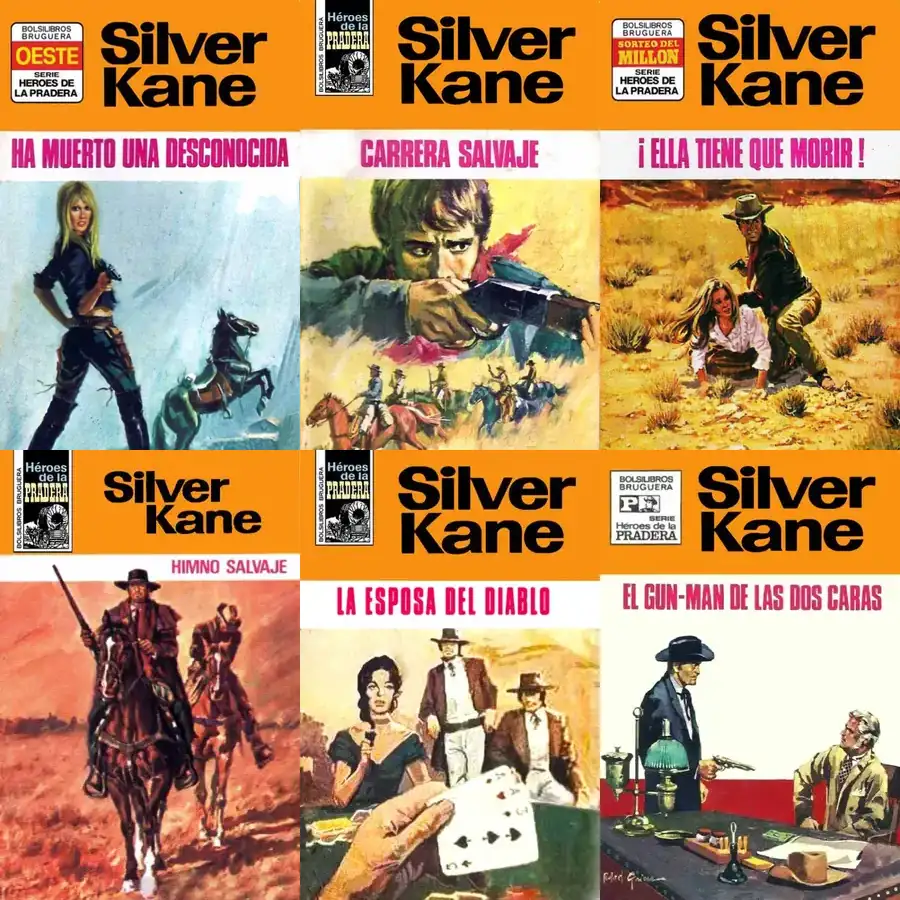 BOLSILIBROS
BRUGUERA
OESTE
SERIE
HEROES DE
LA PRADERA
Silver
Kane
HA MUERTO UNA DESCONOCIDA
BOLSILIBROS BRUGUERA
Héroes
de la
PRADERA
Silver
Kane
CARRERA SALVAJE
BOLSILIBROS
BRUGUERA
SORTEO DEL
MILLON
SERIE
HEROES DE
LA PRADERA
Silver
Kane
¡ ELLA TIENE QUE MORIR !
BOLSILIBROS BRUGUERA
Héroes
de la
PRADERA
Silver
Kane
HIMNO SALVAJE
BOLSILIBROS BRUGUERA
Héroes
de la
PRADERA
Silver
Kane
LA ESPOSA DEL DIABLO
BOLSILIBROS
BRUGUERA
SERIE
Héroes de la
PRADERA
Silver
Kane
EL GUN-MAN DE LAS DOS CARAS